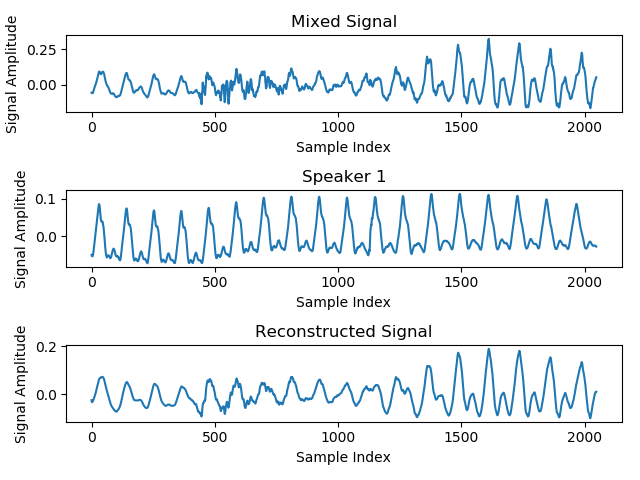 Mixed Signal
Signal Amplitude
0.25
0.00
0 500 1000 1500 2000
Sample Index
Speaker 1
Signal Amplitude
0.1
0.0
0 500 1000 1500 2000
Sample Index
Reconstructed Signal
Signal Amplitude
0.2
0.0
0 500 1000 1500 2000
Sample Index